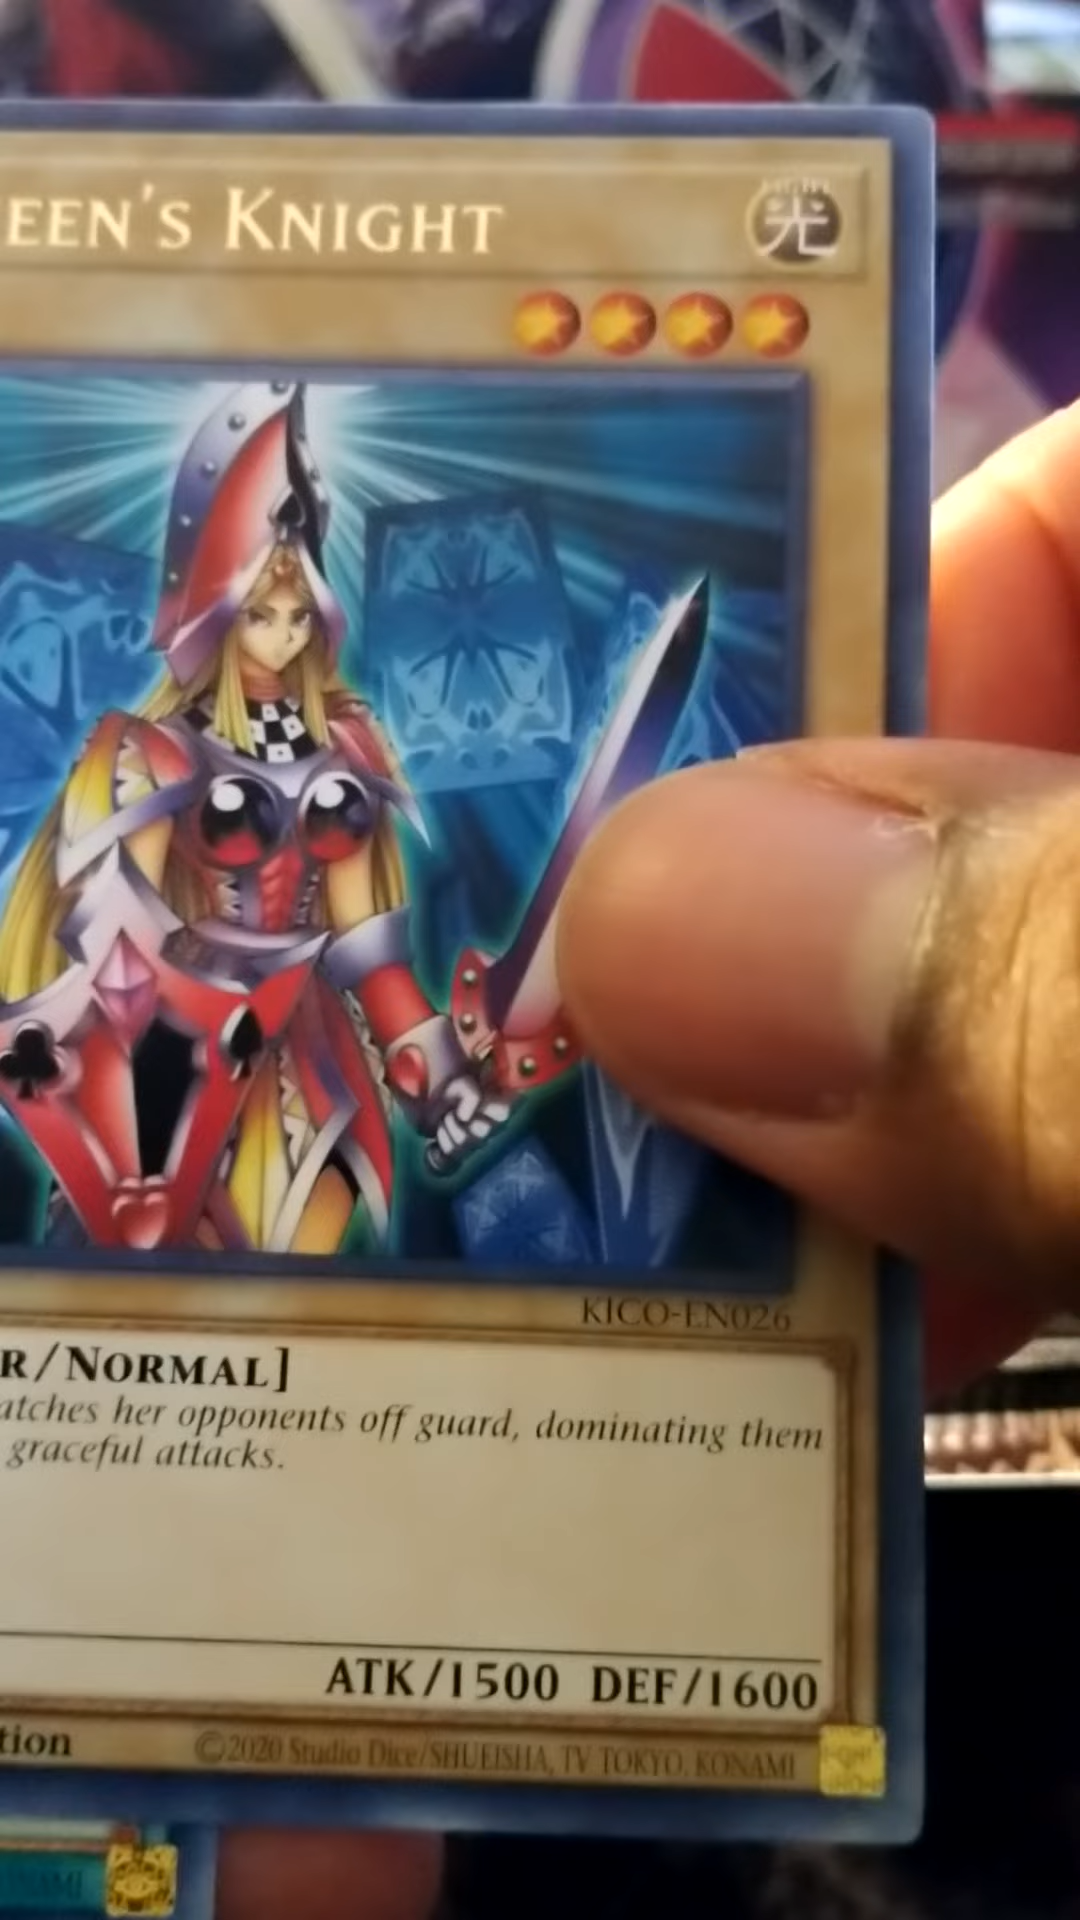 EEN'S KNIGHT
LIGHT
光
KICO-EN026
R/NORMAL]
atches her opponents off guard, dominating them
graceful attacks.
ATK/1500 DEF/1600
tion
©2020 Studio Dice/SHUEISHA, TV TOKYO, KONAMI